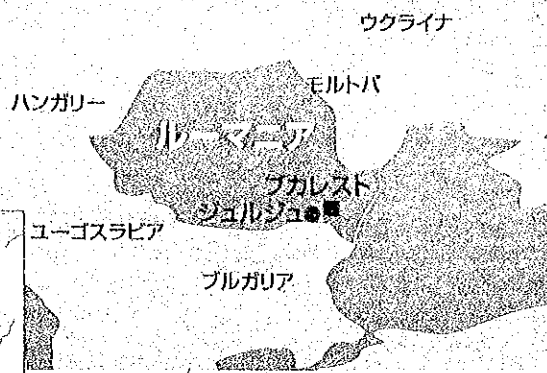 ウクライナ
モルトバ
ハンガリー
ルーマニア
ブカレスト
ジュルジュ
ユーゴスラビア
ブルガリア